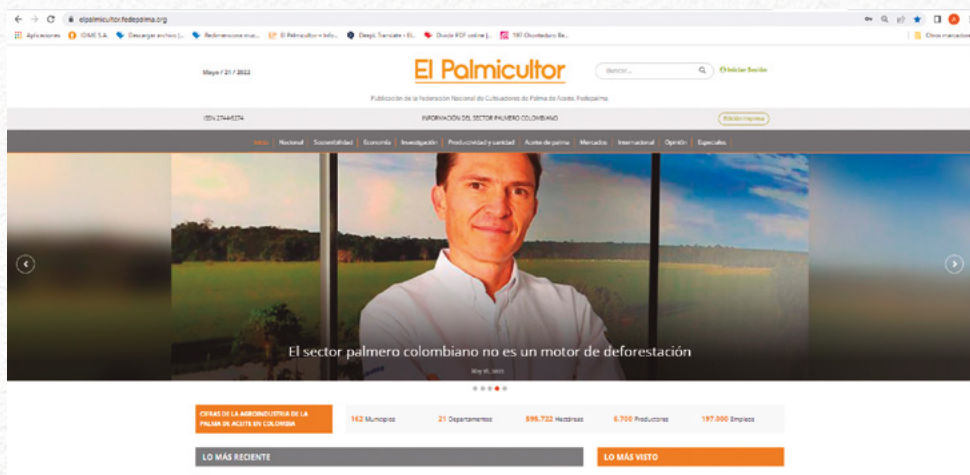 elpalmicultor.fedepalma.org
Aplicaciones
Otros marcadores
Mayo / 21 / 2022
El Palmicultor
Buscar...
Iniciar Sesión
Publicación de la Federación Nacional de Cultivadores de Palma de Aceite, Fedepalma.
INFORMACIÓN DEL SECTOR PALMERO COLOMBIANO
Edición impresa
Inicio Nacional Sostenibilidad Economía Investigación Productividad y sanidad Aceite de palma Mercados Internacional Opinión Especiales
El sector palmero colombiano no es un motor de deforestación
CIFRAS DE LA AGROINDUSTRIA DE LA
PALMA DE ACEITE EN COLOMBIA
162 Municipios 21 Departamentos 595.722 Hectáreas 6.700 Productores 197.000 Empleos
LO MÁS RECIENTE
LO MÁS VISTO